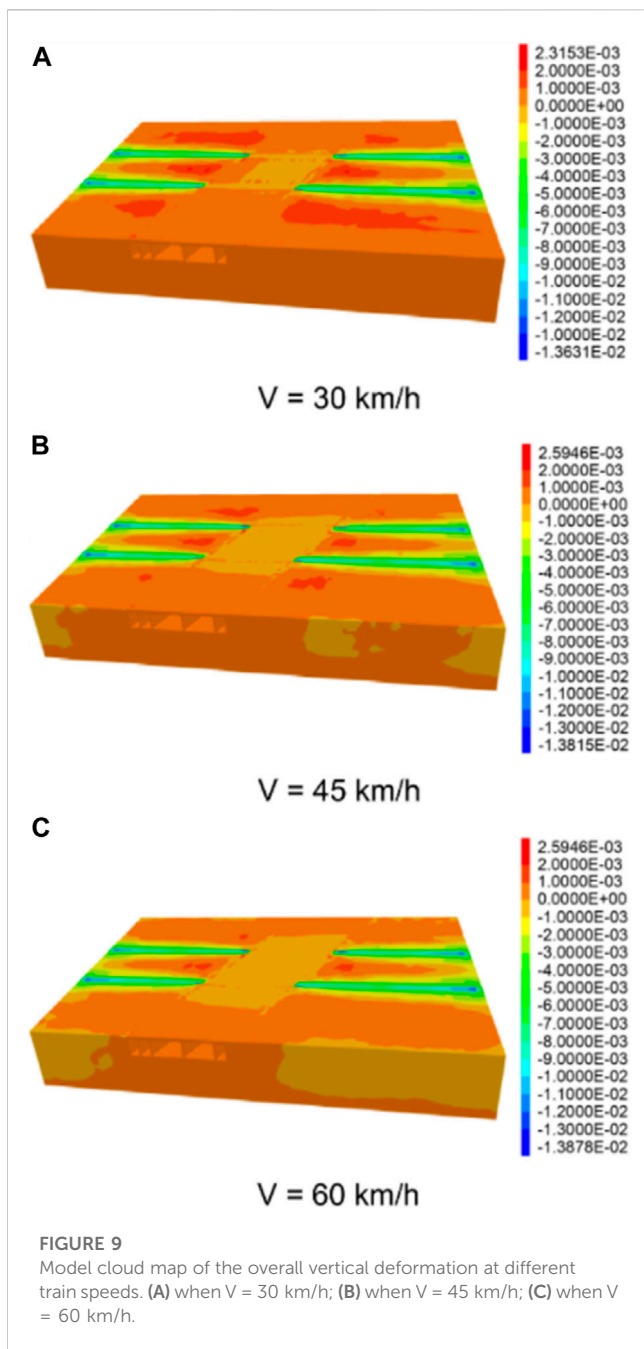 A
2.3153E-03
2.0000E-03
1.0000E-03
0.0000E+00
-1.0000E-03
-2.0000E-03
-3.0000E-03
-4.0000E-03
-5.0000E-03
-6.0000E-03
-7.0000E-03
-8.0000E-03
-9.0000E-03
-1.0000E-02
-1.1000E-02
-1.2000E-02
-1.0000E-02
-1.3631E-02
V = 30 km/h
B
2.5946E-03
2.0000E-03
1.0000E-03
0.0000E+00
-1.0000E-03
-2.0000E-03
-3.0000E-03
-4.0000E-03
-5.0000E-03
-6.0000E-03
-7.0000E-03
-8.0000E-03
-9.0000E-03
-1.0000E-02
-1.1000E-02
-1.2000E-02
-1.3000E-02
-1.3815E-02
V = 45 km/h
C
2.5946E-03
2.0000E-03
1.0000E-03
0.0000E+00
-1.0000E-03
-2.0000E-03
-3.0000E-03
-4.0000E-03
-5.0000E-03
-6.0000E-03
-7.0000E-03
-8.0000E-03
-9.0000E-03
-1.0000E-02
-1.1000E-02
-1.2000E-02
-1.3000E-02
-1.3878E-02
V = 60 km/h
FIGURE 9
Model cloud map of the overall vertical deformation at different
train speeds. (A) when V = 30 km/h; (B) when V = 45 km/h; (C) when V
= 60 km/h.